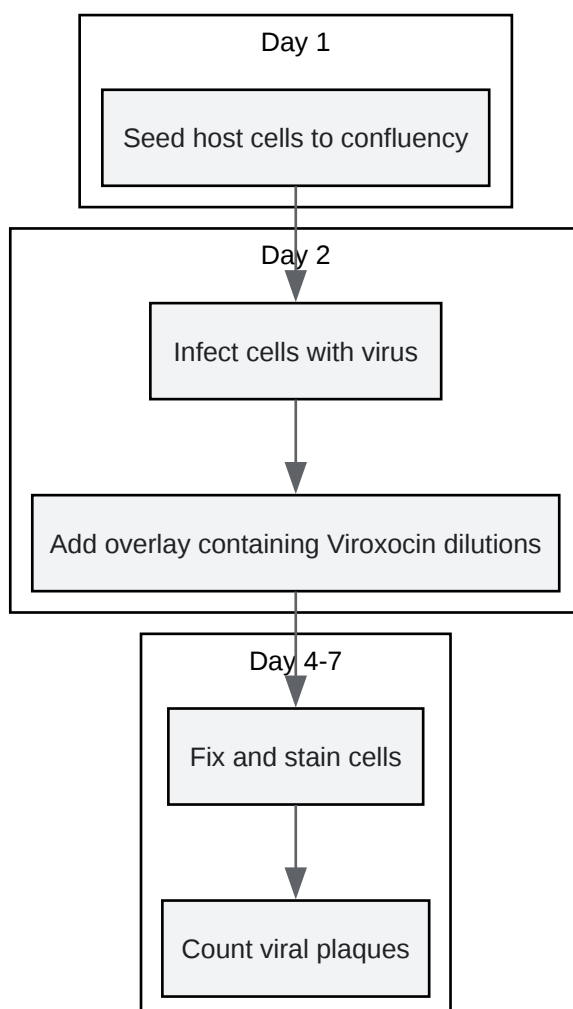 Day 1
Seed host cells to confluency
Day 2
Infect cells with virus
Add overlay containing Viroxocin dilutions
Day 4-7
Fix and stain cells
Count viral plaques